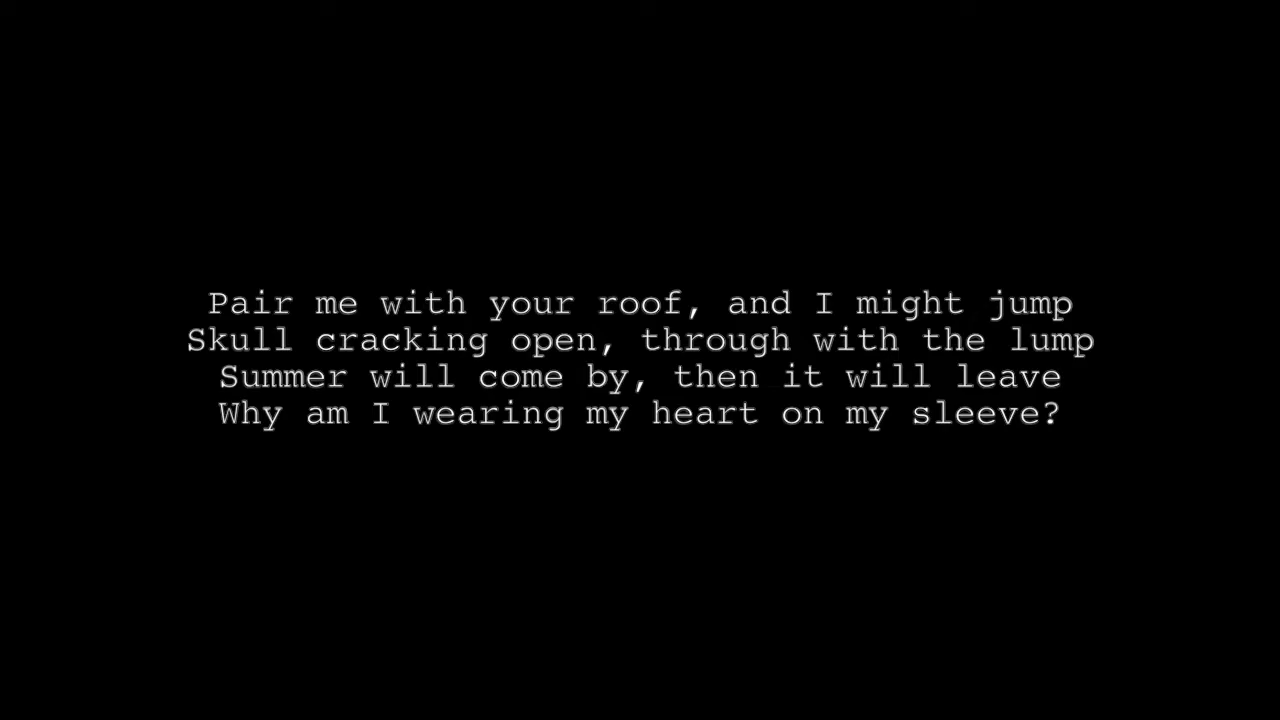 Pair me with your roof, and I might jump
Skull cracking open, through with the lump
Summer will come by, then it will leave
Why am I wearing my heart on my sleeve?